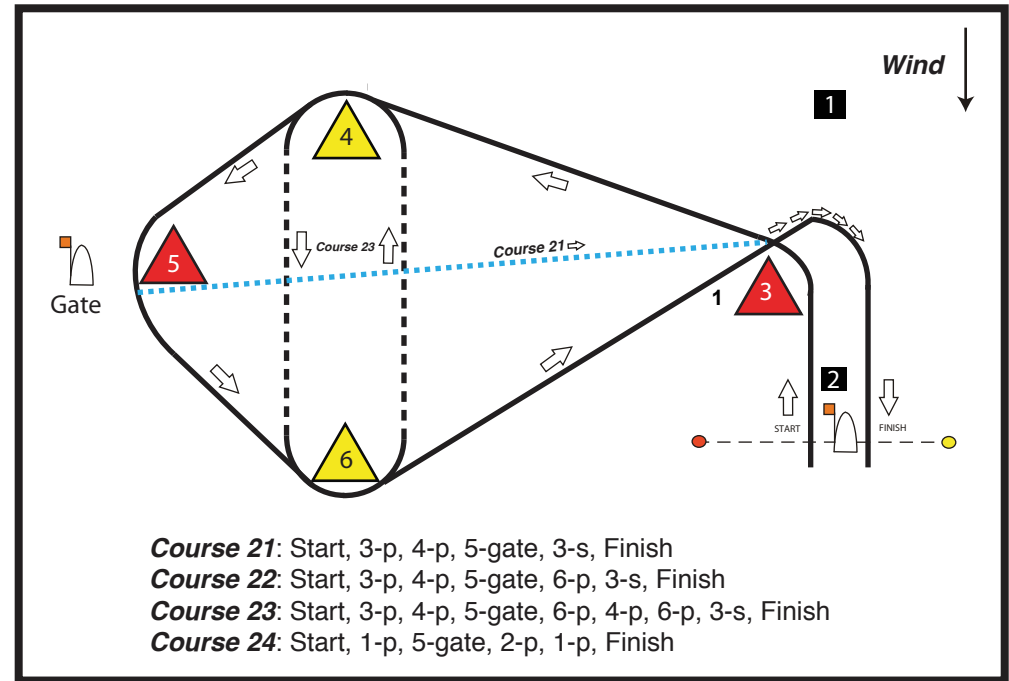 Wind
1
4
Course 23
Course 21
5
Gate
1
3
2
START
FINISH
6
Course 21: Start, 3-p, 4-p, 5-gate, 3-s, Finish
Course 22: Start, 3-p, 4-p, 5-gate, 6-p, 3-s, Finish
Course 23: Start, 3-p, 4-p, 5-gate, 6-p, 4-p, 6-p, 3-s, Finish
Course 24: Start, 1-p, 5-gate, 2-p, 1-p, Finish